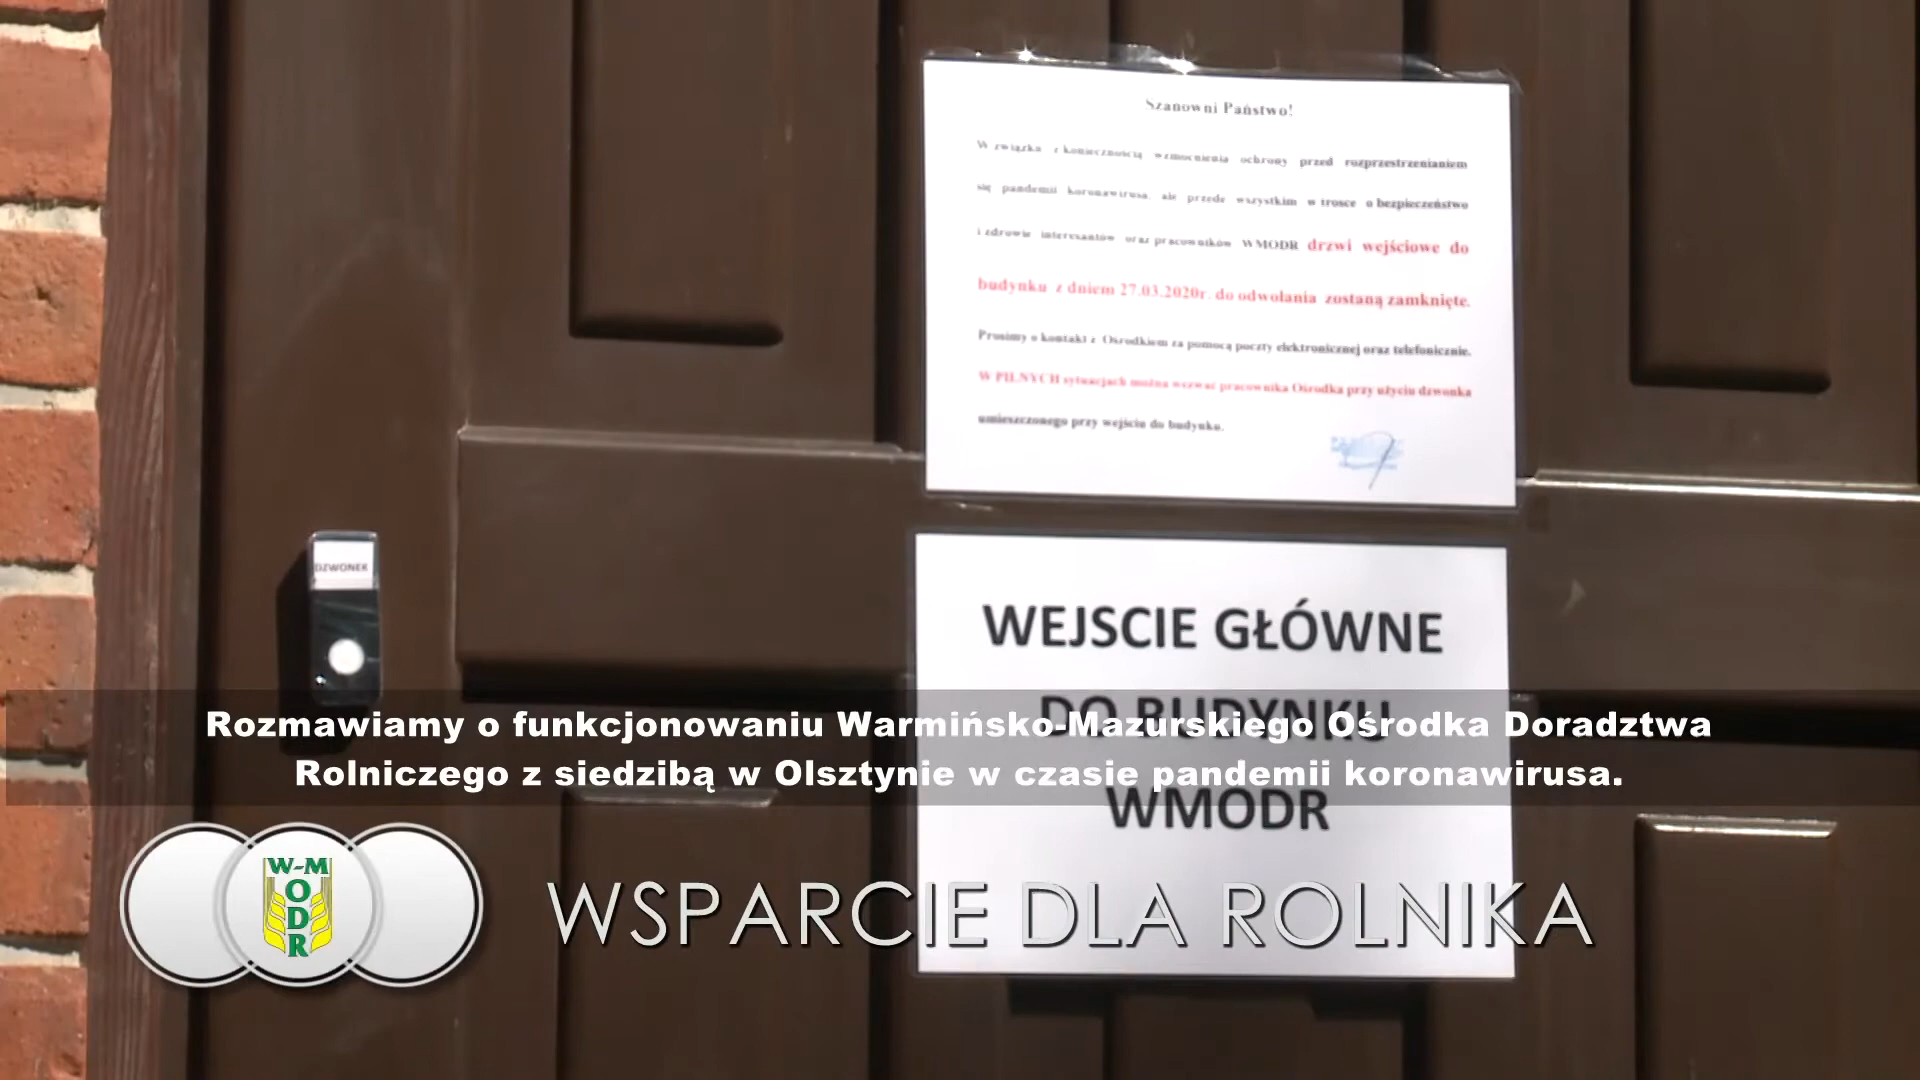 Szanowni Państwo!
W związku z koniecznością wzmocnienia ochrony przed rozprzestrzenianiem
się pandemii koronawirusa, ale przede wszystkim w trosce o bezpieczeństwo
i zdrowie interesantów oraz pracowników WMODR drzwi wejściowe do
budynku z dniem 27.03.2020r. do odwołania zostaną zamknięte.
Prosimy o kontakt z Ośrodkiem za pomocą poczty elektronicznej oraz telefonicznie.
W PILNYCH sytuacjach można wezwać pracownika Ośrodka przy użyciu dzwonka
umieszczonego przy wejściu do budynku.
DZWONEK
WEJSCIE GŁÓWNE
DO BUDYNKU
WMODR
Rozmawiamy o funkcjonowaniu Warmińsko-Mazurskiego Ośrodka Doradztwa
Rolniczego z siedzibą w Olsztynie w czasie pandemii koronawirusa.
W-M
O
D
R
WSPARCIE DLA ROLNIKA